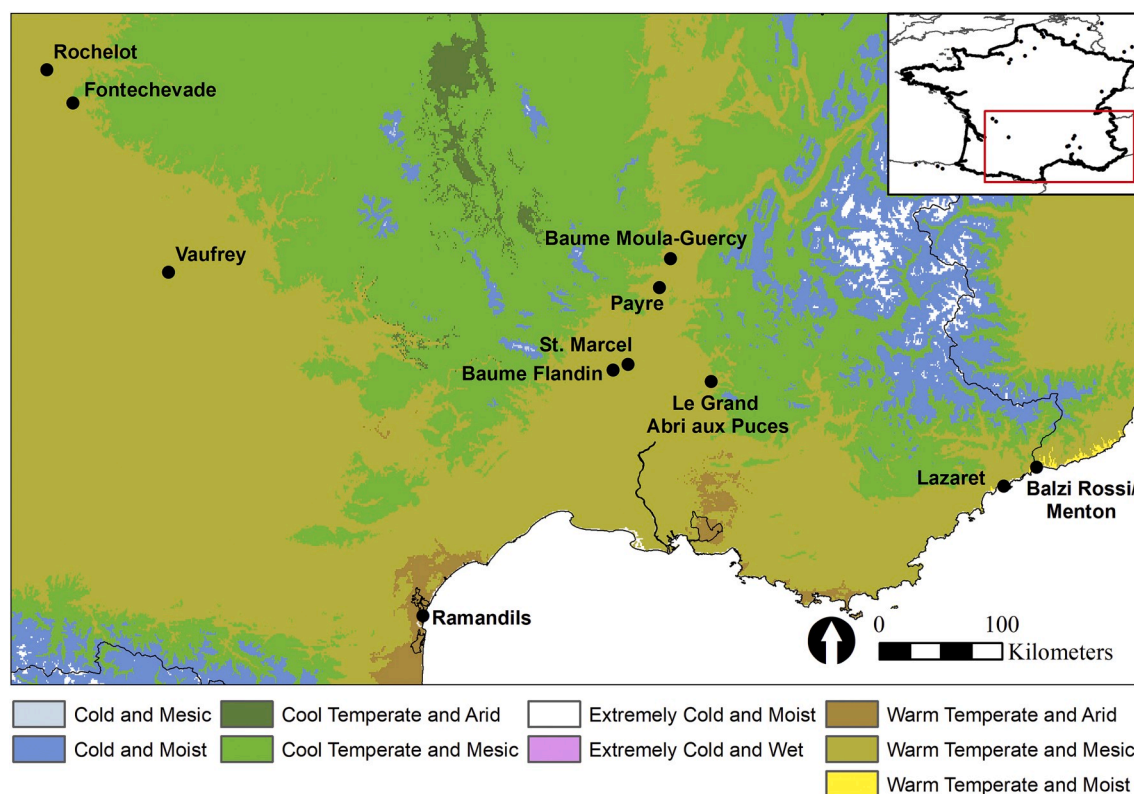 Rochelot
Fontechevade
Vaufrey
Baume Moula-Guercy
Payre
St. Marcel
Baume Flandin
Le Grand
Abri aux Puces
Lazaret
Balzi Rossi/
Menton
Ramandils
0 100
Kilometers
Cold and Mesic
Cold and Moist
Cool Temperate and Arid
Cool Temperate and Mesic
Extremely Cold and Moist
Extremely Cold and Wet
Warm Temperate and Arid
Warm Temperate and Mesic
Warm Temperate and Moist